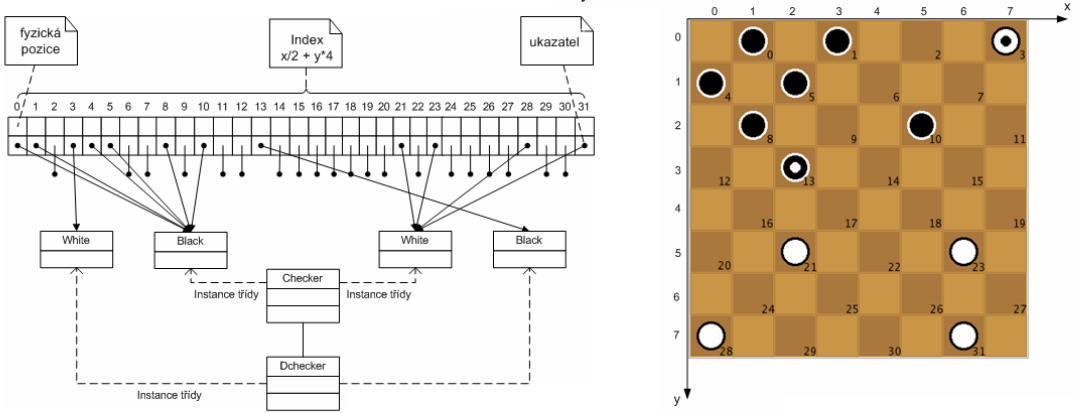 fyzická
pozice
Index
x/2 + y*4
ukazatel
0 1 2 3 4 5 6 7 8 9 10 11 12 13 14 15 16 17 18 19 20 21 22 23 24 25 26 27 28 29 30 31
White
Black
White
Black
Checker
Instance třídy
Instance třídy
Dchecker
Instance třídy
x
0 1 2 3 4 5 6 7
0
0 1 2 3
1
4 5 6 7
2
8 9 10 11
3
12 13 14 15
4
16 17 18 19
5
20 21 22 23
6
24 25 26 27
7
28 29 30 31
y